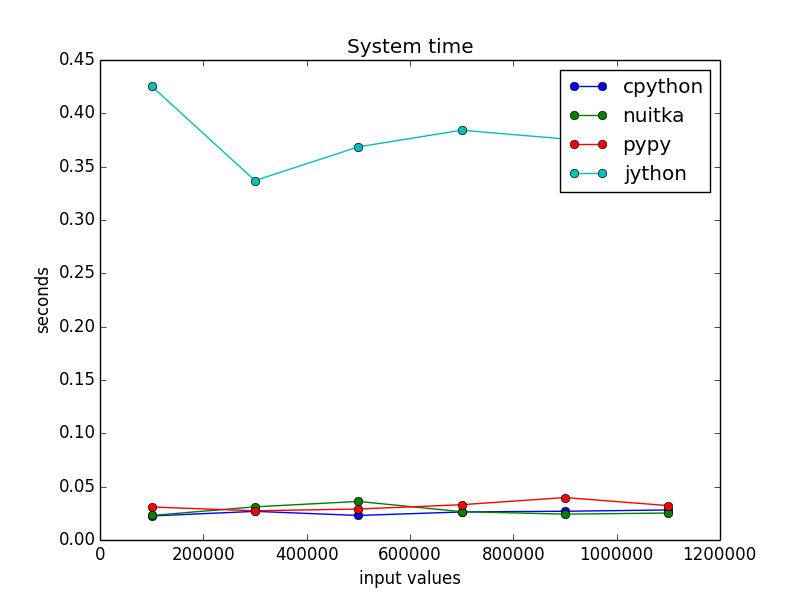 System time
0.45
0.40
0.35
0.30
0.25
0.20
0.15
0.10
0.05
0.00
seconds
cpython
nuitka
pypy
jython
0 200000 400000 600000 800000 1000000 1200000
input values